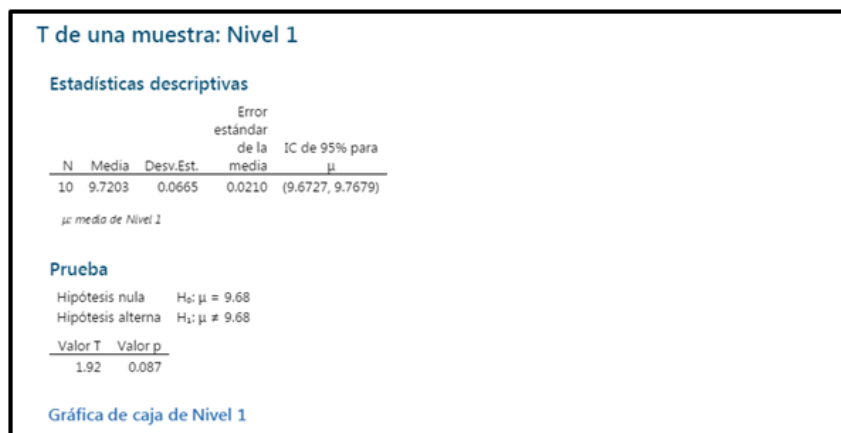 T de una muestra: Nivel 1
Estadísticas descriptivas
Error
estándar
de la IC de 95% para
N Media Desv.Est. media μ
10 9.7203 0.0665 0.0210 (9.6727, 9.7679)
μ: media de Nivel 1
Prueba
Hipótesis nula H₀: μ = 9.68
Hipótesis alterna H₁: μ ≠ 9.68
Valor T Valor p
1.92 0.087
Gráfica de caja de Nivel 1